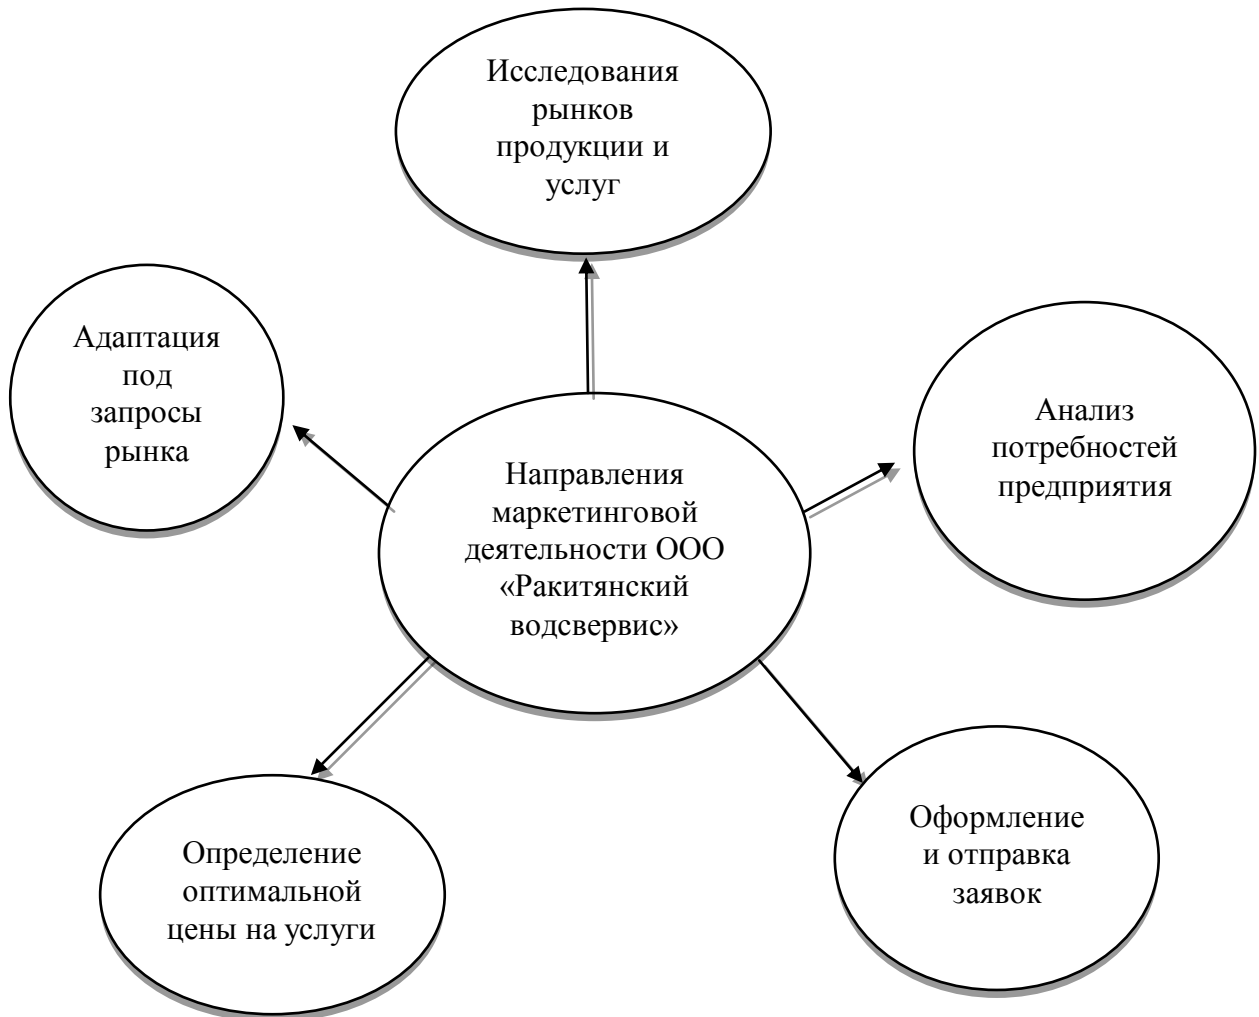 Исследования
рынков
продукции и
услуг
Адаптация
под
запросы
рынка
Анализ
потребностей
предприятия
Направления
маркетинговой
деятельности ООО
«Ракитянский
водсвервис»
Определение
оптимальной
цены на услуги
Оформление
и отправка
заявок